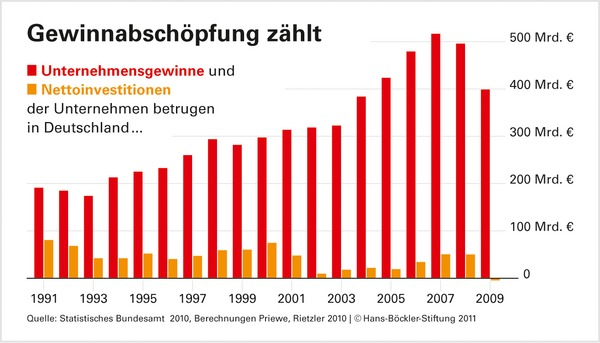 Gewinnabschöpfung zählt
Unternehmensgewinne und
Nettoinvestitionen
der Unternehmen betrugen
in Deutschland ...
500 Mrd. €
400 Mrd. €
300 Mrd. €
200 Mrd. €
100 Mrd. €
0
1991 1993 1995 1997 1999 2001 2003 2005 2007 2009
Quelle: Statistisches Bundesamt 2010, Berechnungen Priewe, Rietzler 2010 | © Hans-Böckler-Stiftung 2011